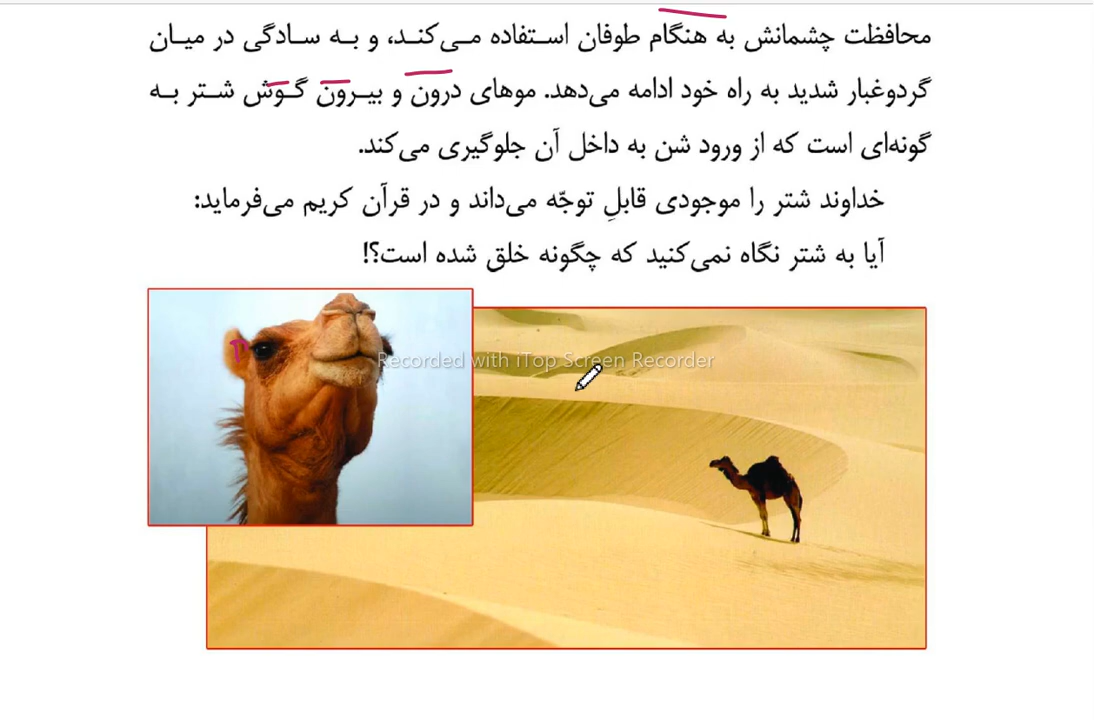 محافظت چشمانش به هنگام طوفان استفاده می‌کند، و به سادگی در میان
گردوغبار شدید به راه خود ادامه می‌دهد. موهای درون و بیرون گوش شتر به
گونه‌ای است که از ورود شن به داخل آن جلوگیری می‌کند.
خداوند شتر را موجودی قابلِ توجّه می‌داند و در قرآن کریم می‌فرماید:
آیا به شتر نگاه نمی‌کنید که چگونه خلق شده است؟!
Recorded with iTop Screen Recorder